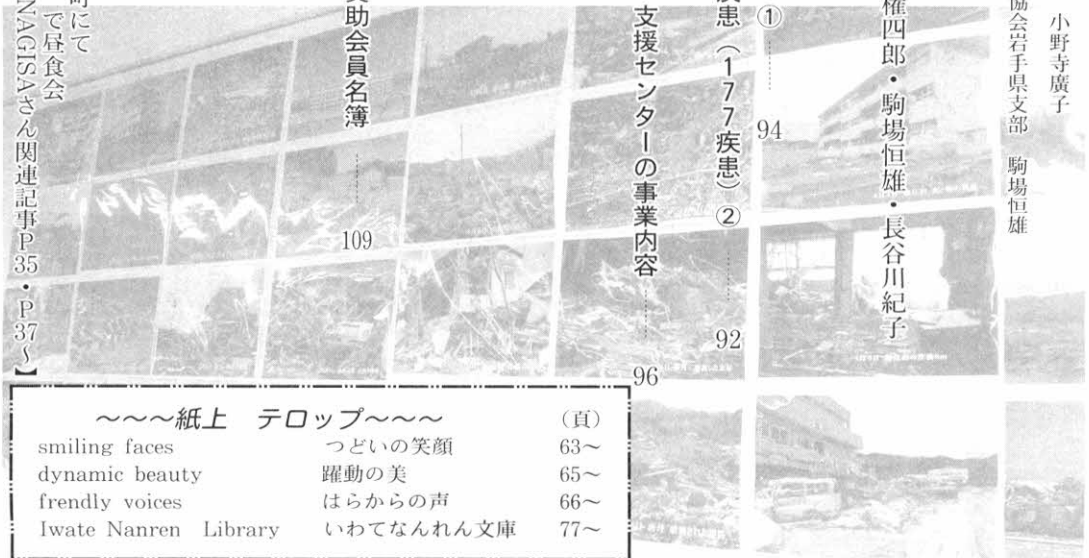 小野寺廣子
協会岩手県支部 駒場恒雄
権四郎・駒場恒雄・長谷川紀子
① 94
患(177疾患)② 92
支援センターの事業内容 96
助会員名簿 109
町にて
で昼食会
NAGISAさん関連記事P35・P37~】
~~~紙上 テロップ~~~ (頁)
smiling faces つどいの笑顔 63~
dynamic beauty 躍動の美 65~
frendly voices はらからの声 66~
Iwate Nanren Library いわてなんれん文庫 77~